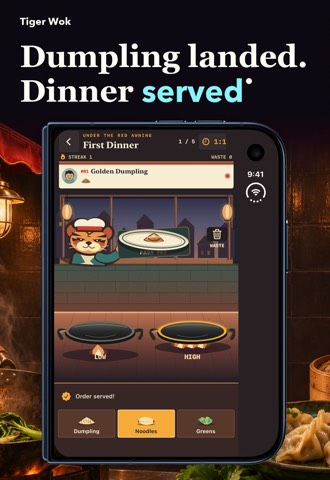 Tiger Wok
Dumpling landed.
Dinner served
UNDER THE RED AWNING
First Dinner
1 / 5
1:1
STREAK 1
WASTE 0
9:41
001 Golden Dumpling
WASTE
LOW
HIGH
Order served!
Dumpling
Noodles
Greens